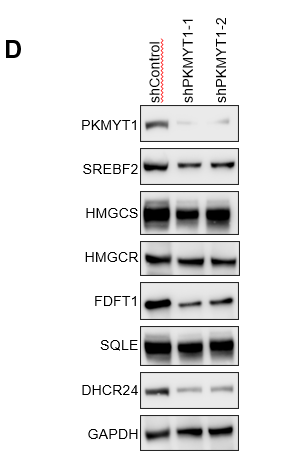 D
shControl
shPKMYT1-1
shPKMYT1-2
PKMYT1
SREBF2
HMGCS
HMGCR
FDFT1
SQLE
DHCR24
GAPDH